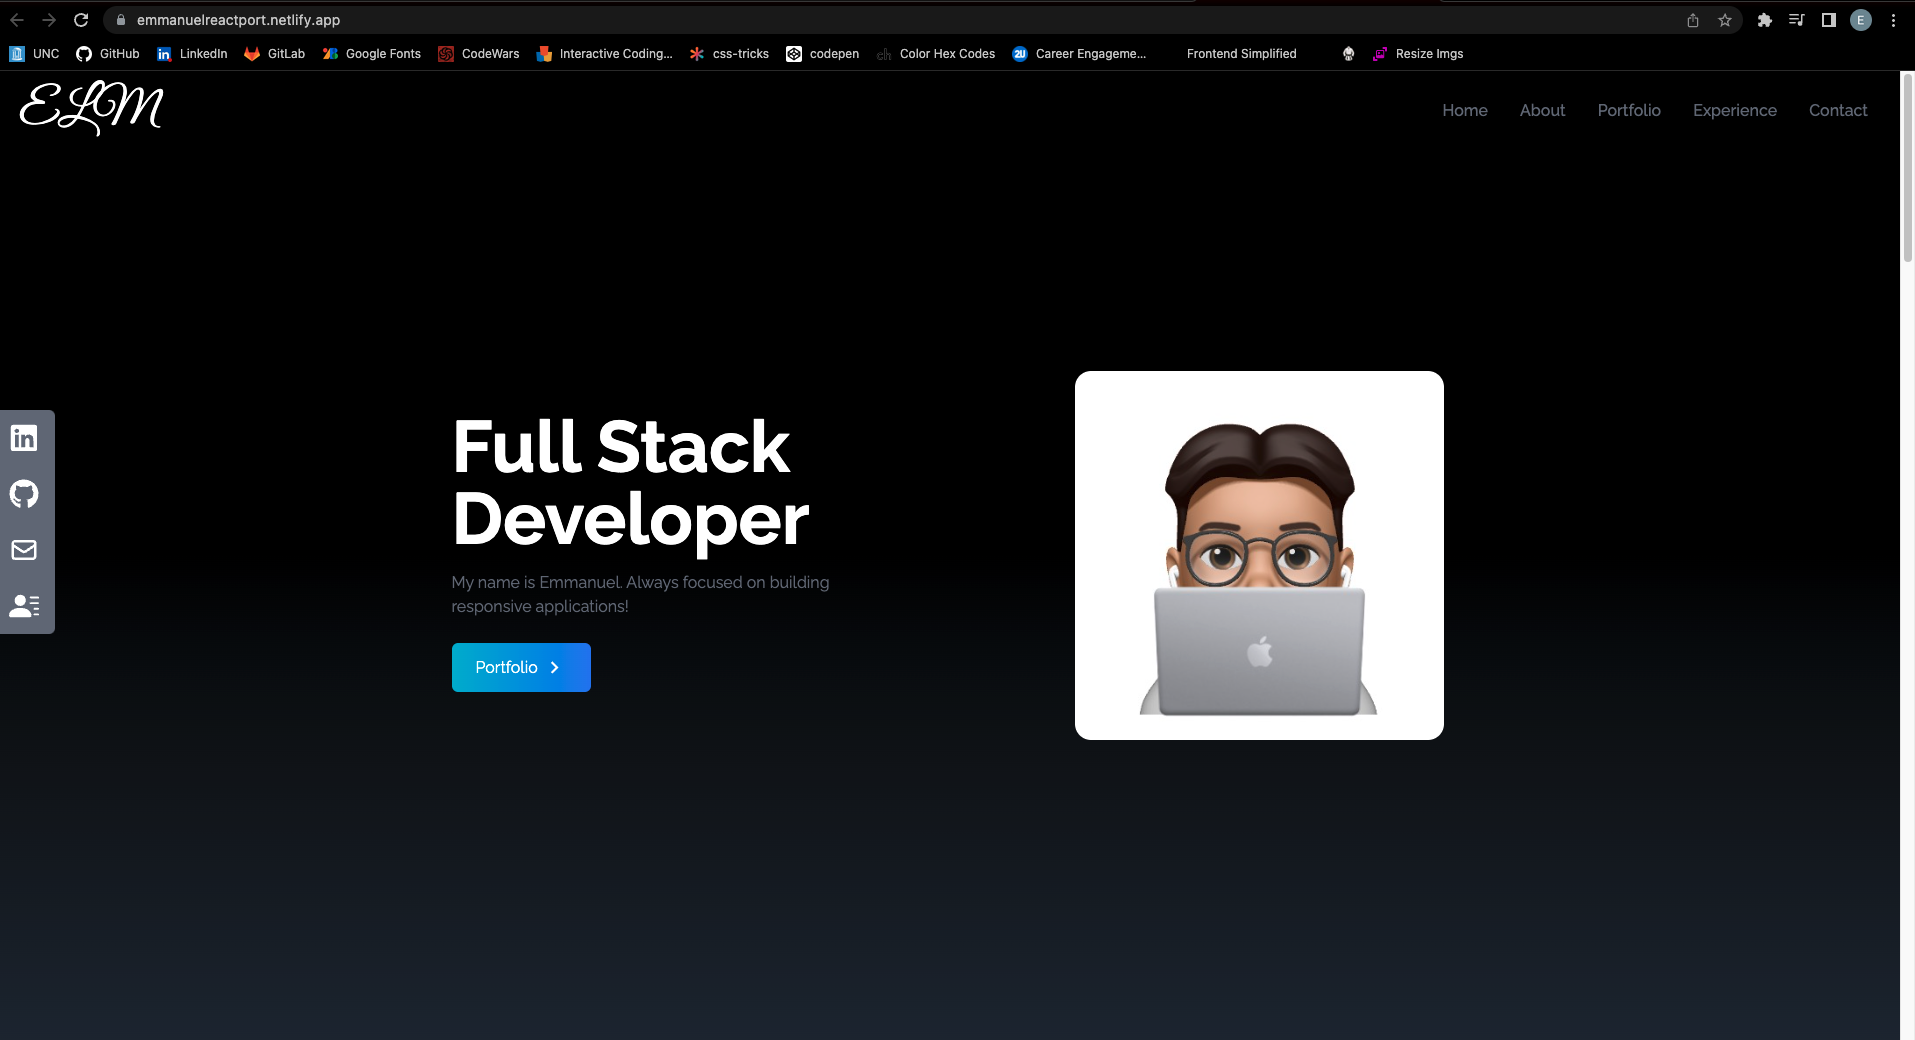 emmanuelreactport.netlify.app
E
UNC GitHub LinkedIn GitLab Google Fonts CodeWars Interactive Coding... css-tricks codepen Color Hex Codes Career Engageme... Frontend Simplified Resize Imgs
ELM
Home About Portfolio Experience Contact
Full Stack
Developer
My name is Emmanuel. Always focused on building
responsive applications!
Portfolio
in